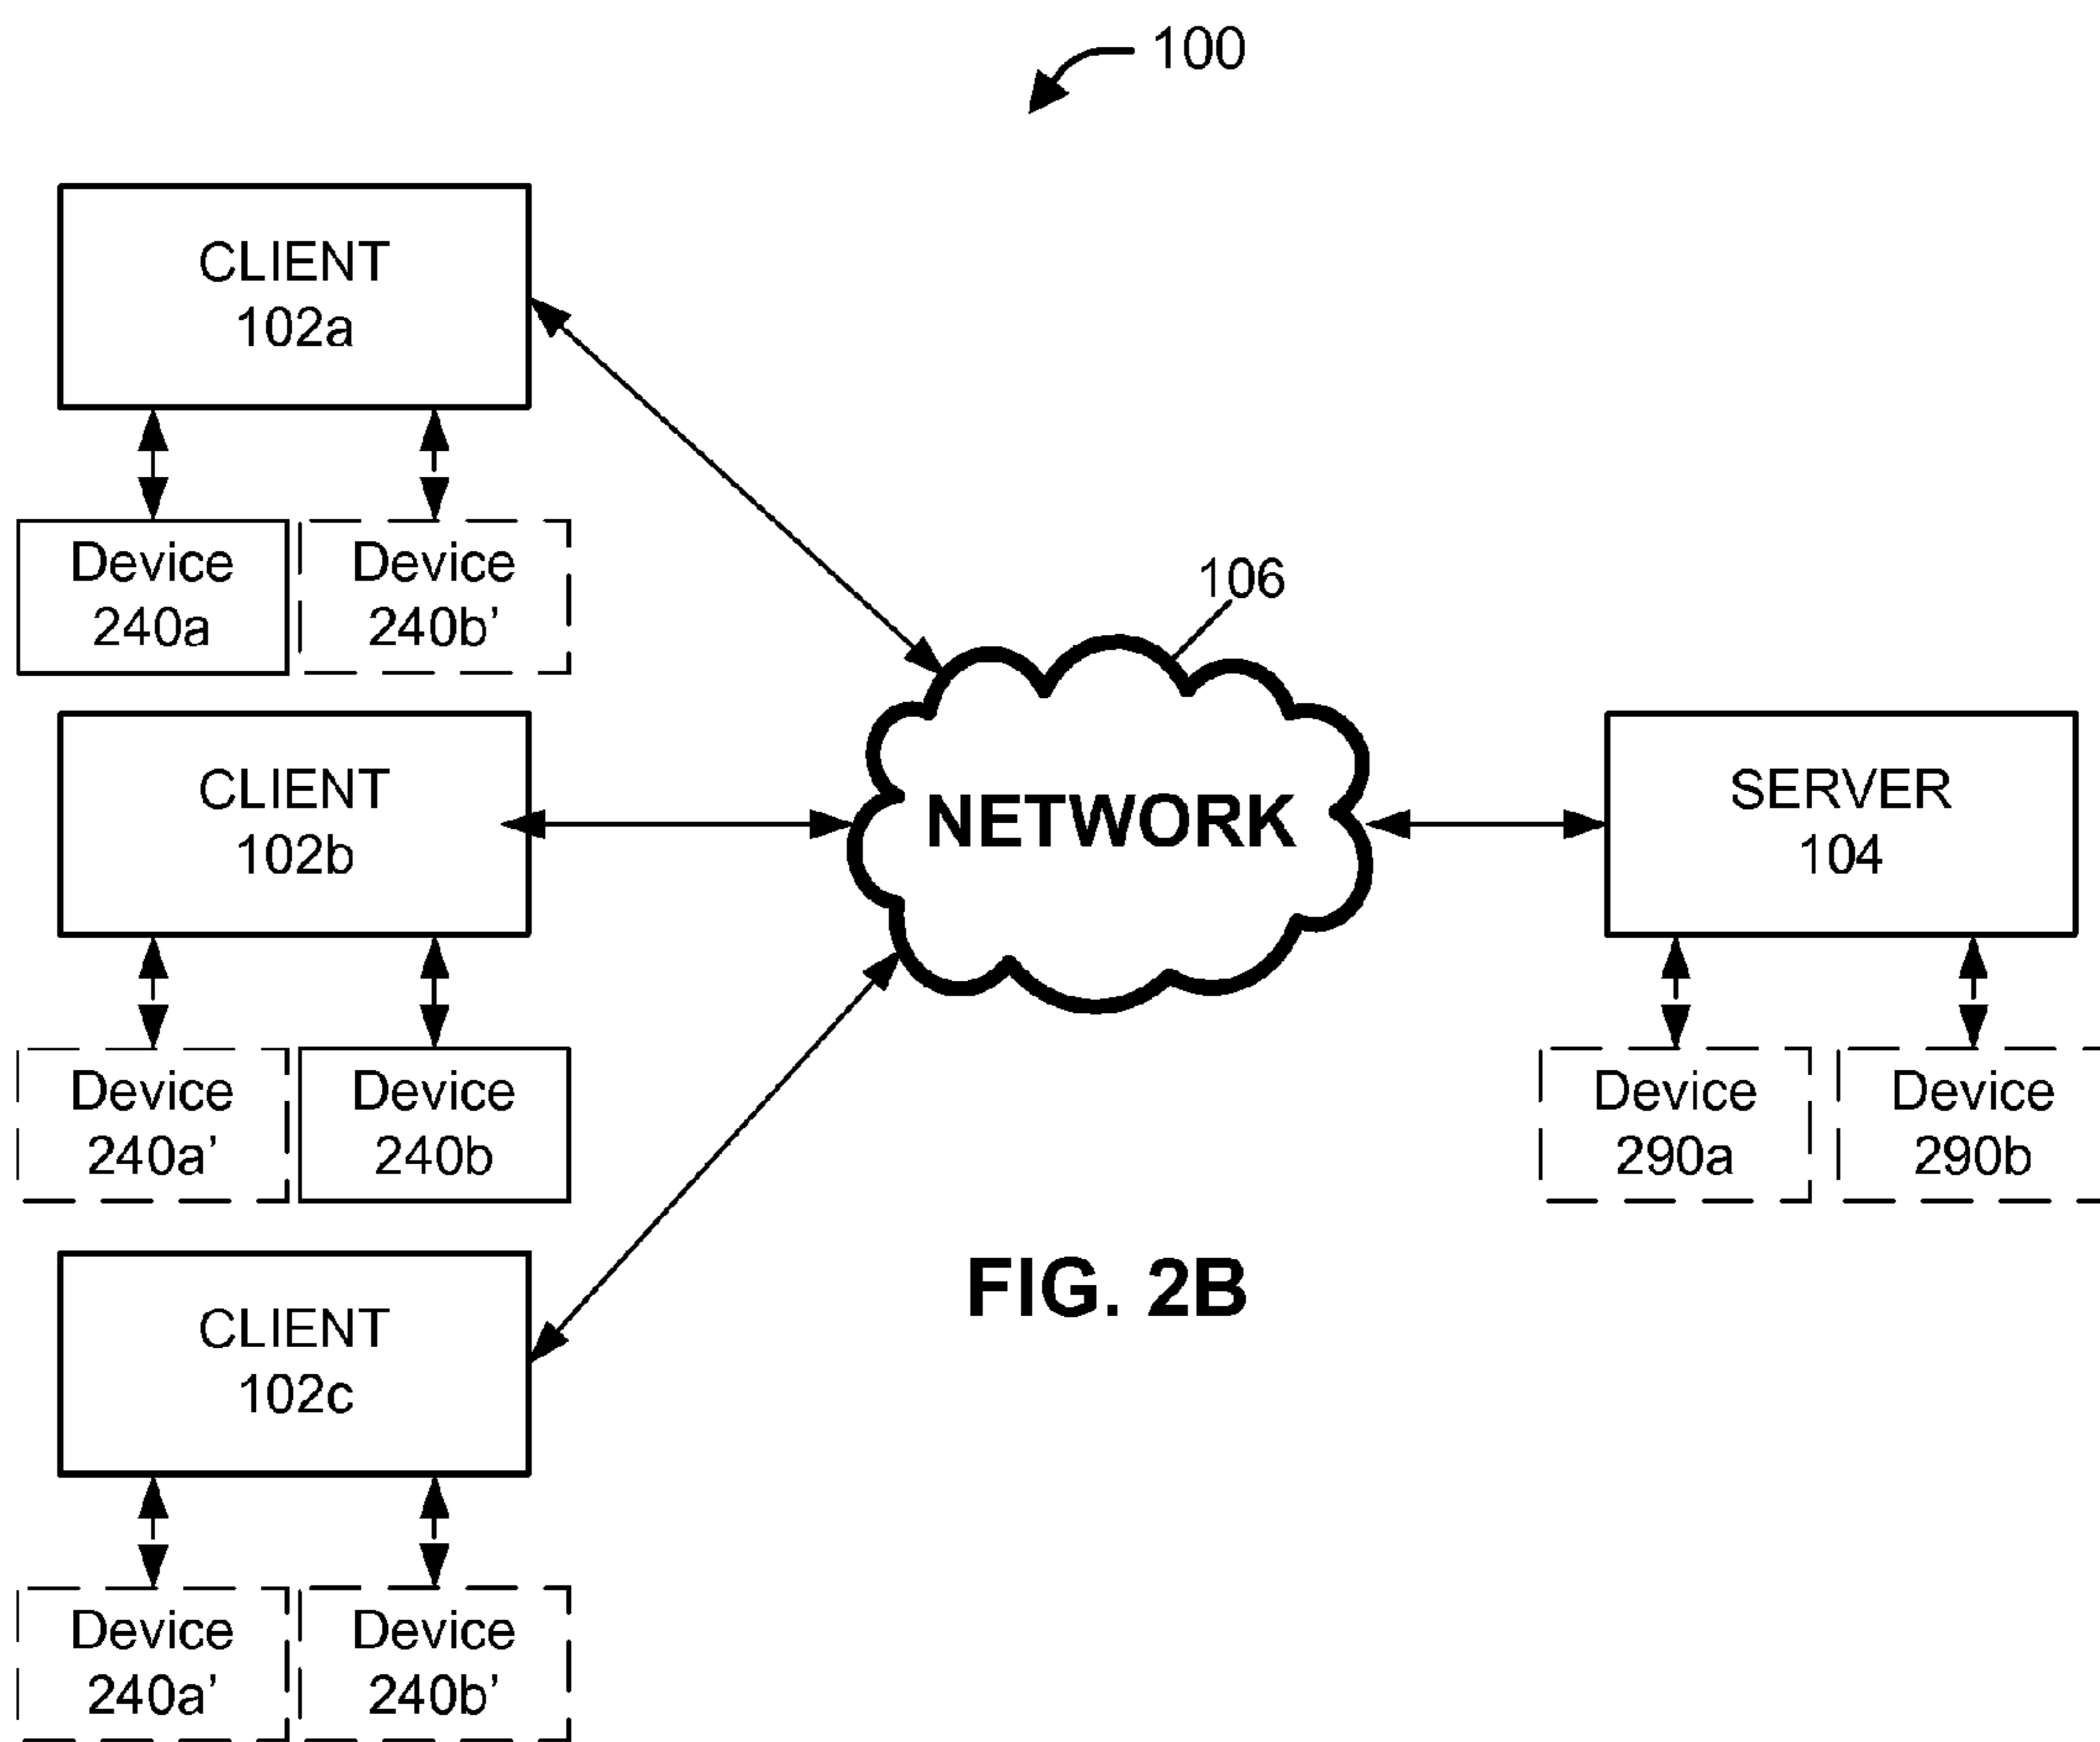 100
CLIENT
102a
Device
240a
Device
240b’
106
CLIENT
102b
NETWORK
SERVER
104
Device
240a’
Device
240b
Device
290a
Device
290b
FIG. 2B
CLIENT
102c
Device
240a’
Device
240b’